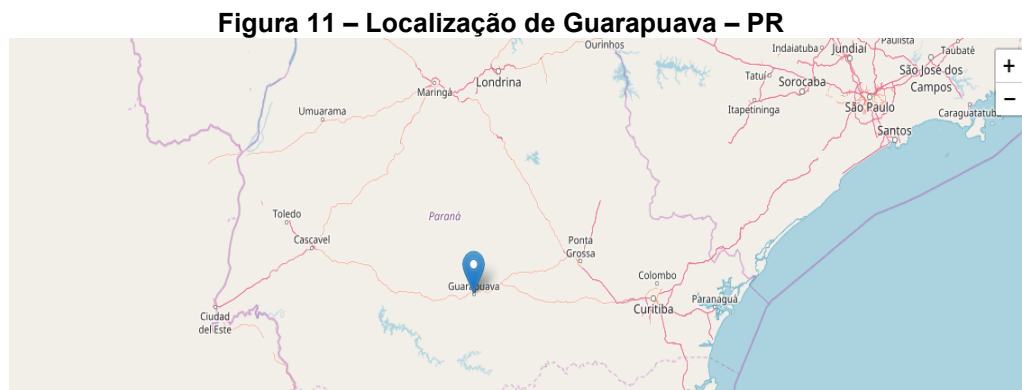 Figura 11 – Localização de Guarapuava – PR
Ourinhos
Indaiatuba
Jundiaí
Paulista
Taubaté
Londrina
Maringá
Tatuí
Sorocaba
São José dos
Campos
+
−
Umuarama
Itapetininga
São Paulo
Caraguatatuba
Santos
Toledo
Paraná
Cascavel
Ponta
Grossa
Guarapuava
Colombo
Curitiba
Paranaguá
Ciudad
del Este